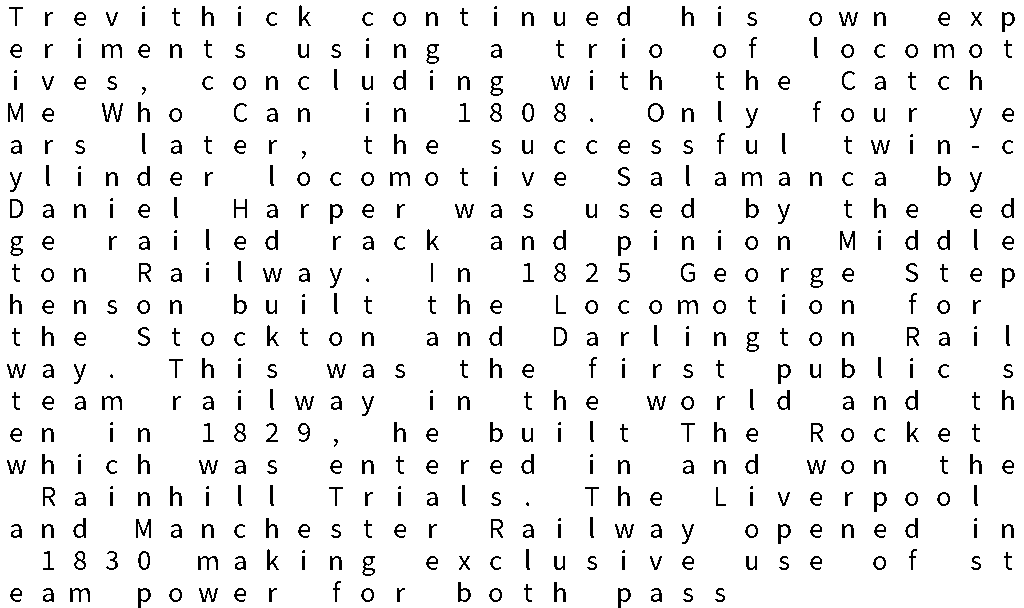 Trevithick continued his own exp
eriments using a trio of locomot
ives, concluding with the Catch
Me Who Can in 1808. Only four ye
ars later, the successful twin-c
ylinder locomotive Salamanca by
Daniel Harper was used by the ed
ge railed rack and pinion Middle
ton Railway. In 1825 George Step
henson built the Locomotion for
the Stockton and Darlington Rail
way. This was the first public s
team railway in the world and th
en in 1829, he built The Rocket
which was entered in and won the
Rainhill Trials. The Liverpool
and Manchester Railway opened in
1830 making exclusive use of st
eam power for both pass